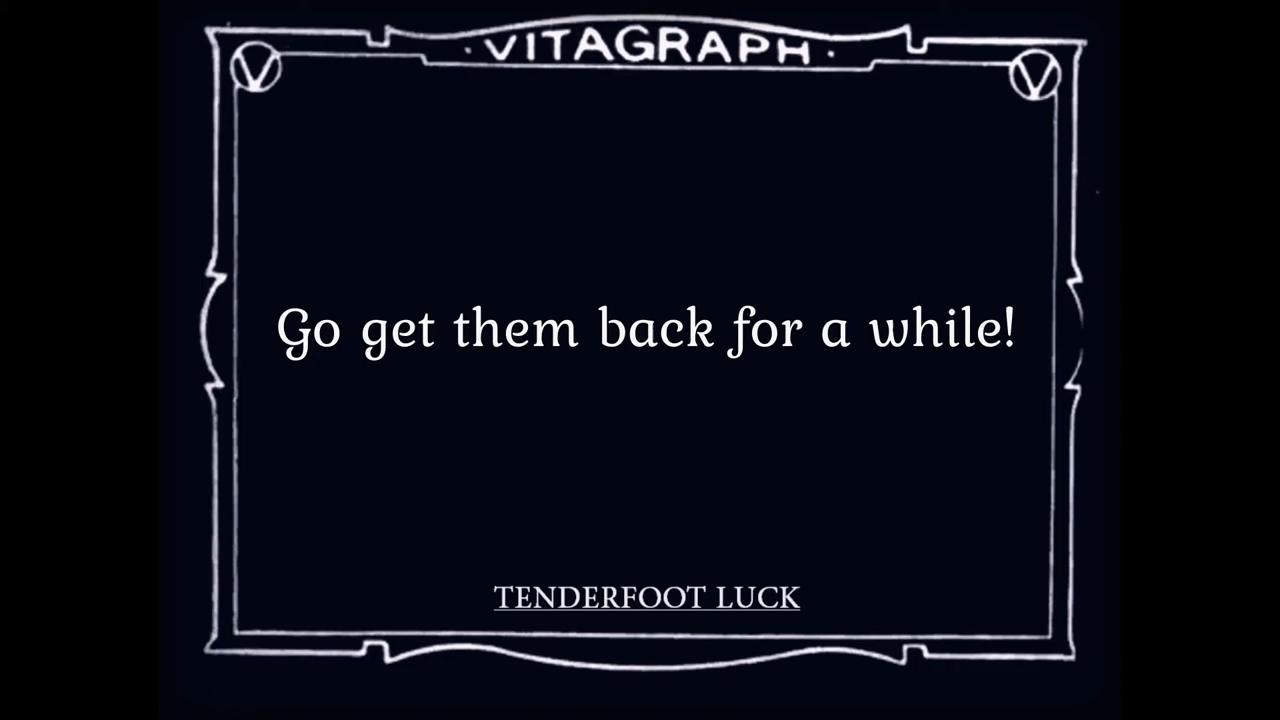 · VITAGRAPH ·
V V
Go get them back for a while!
TENDERFOOT LUCK